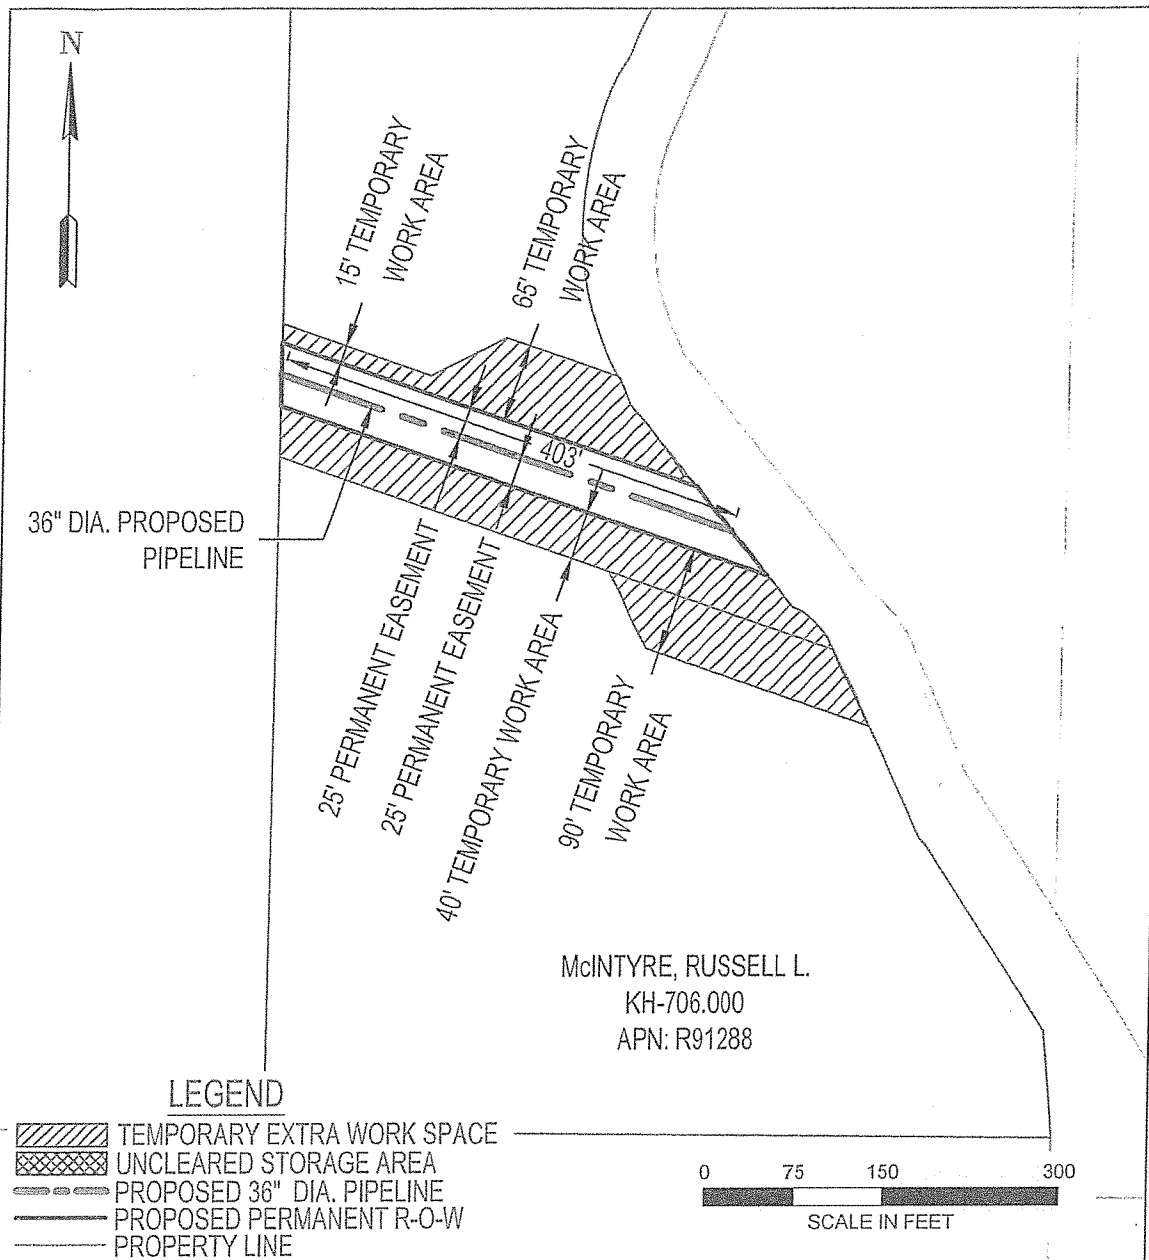 N
15' TEMPORARY
WORK AREA
65' TEMPORARY
WORK AREA
403'
36" DIA. PROPOSED
PIPELINE
25' PERMANENT EASEMENT
25' PERMANENT EASEMENT
40' TEMPORARY WORK AREA
90' TEMPORARY
WORK AREA
McINTYRE, RUSSELL L.
KH-706.000
APN: R91288
LEGEND
TEMPORARY EXTRA WORK SPACE
UNCLEARED STORAGE AREA
PROPOSED 36" DIA. PIPELINE
PROPOSED PERMANENT R-O-W
PROPERTY LINE
0 75 150 300
SCALE IN FEET